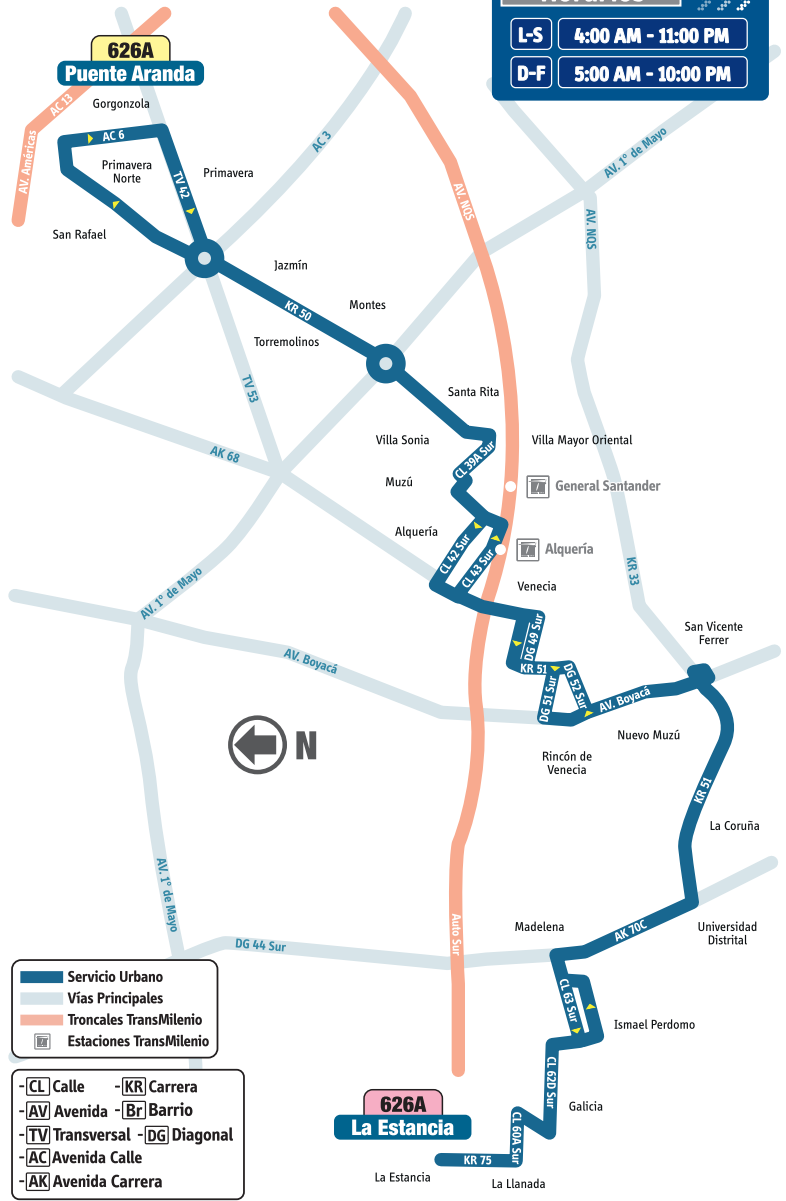 L-S
4:00 AM - 11:00 PM
D-F
5:00 AM - 10:00 PM
626A
Puente Aranda
Gorgonzola
AC 13
AV. Américas
AC 6
Primavera
Norte
TV 42
Primavera
San Rafael
AC 3
AV. 1° de Mayo
AV. NQS
AV. NQS
Jazmín
KR 50
Montes
Torremolinos
TV 53
Santa Rita
AK 68
Villa Sonia
Villa Mayor Oriental
CL 39A Sur
Muzú
General Santander
Alquería
CL 42 Sur
CL 43 Sur
Alquería
KR 33
AV. 1° de Mayo
Venecia
San Vicente
Ferrer
DG 49 Sur
AV. Boyacá
KR 51
DG 52 Sur
DG 51 Sur
AV. Boyacá
Nuevo Muzú
N
Rincón de
Venecia
KR 51
La Coruña
AV. 1° de Mayo
Auto Sur
DG 44 Sur
Madelena
AK 70C
Universidad
Distrital
CL 63 Sur
Ismael Perdomo
CL 62D Sur
Galicia
CL 60A Sur
KR 75
La Estancia
La Llanada
626A
La Estancia
Servicio Urbano
Vías Principales
Troncales TransMilenio
Estaciones TransMilenio
- CL Calle - KR Carrera
- AV Avenida - Br Barrio
- TV Transversal - DG Diagonal
- AC Avenida Calle
- AK Avenida Carrera